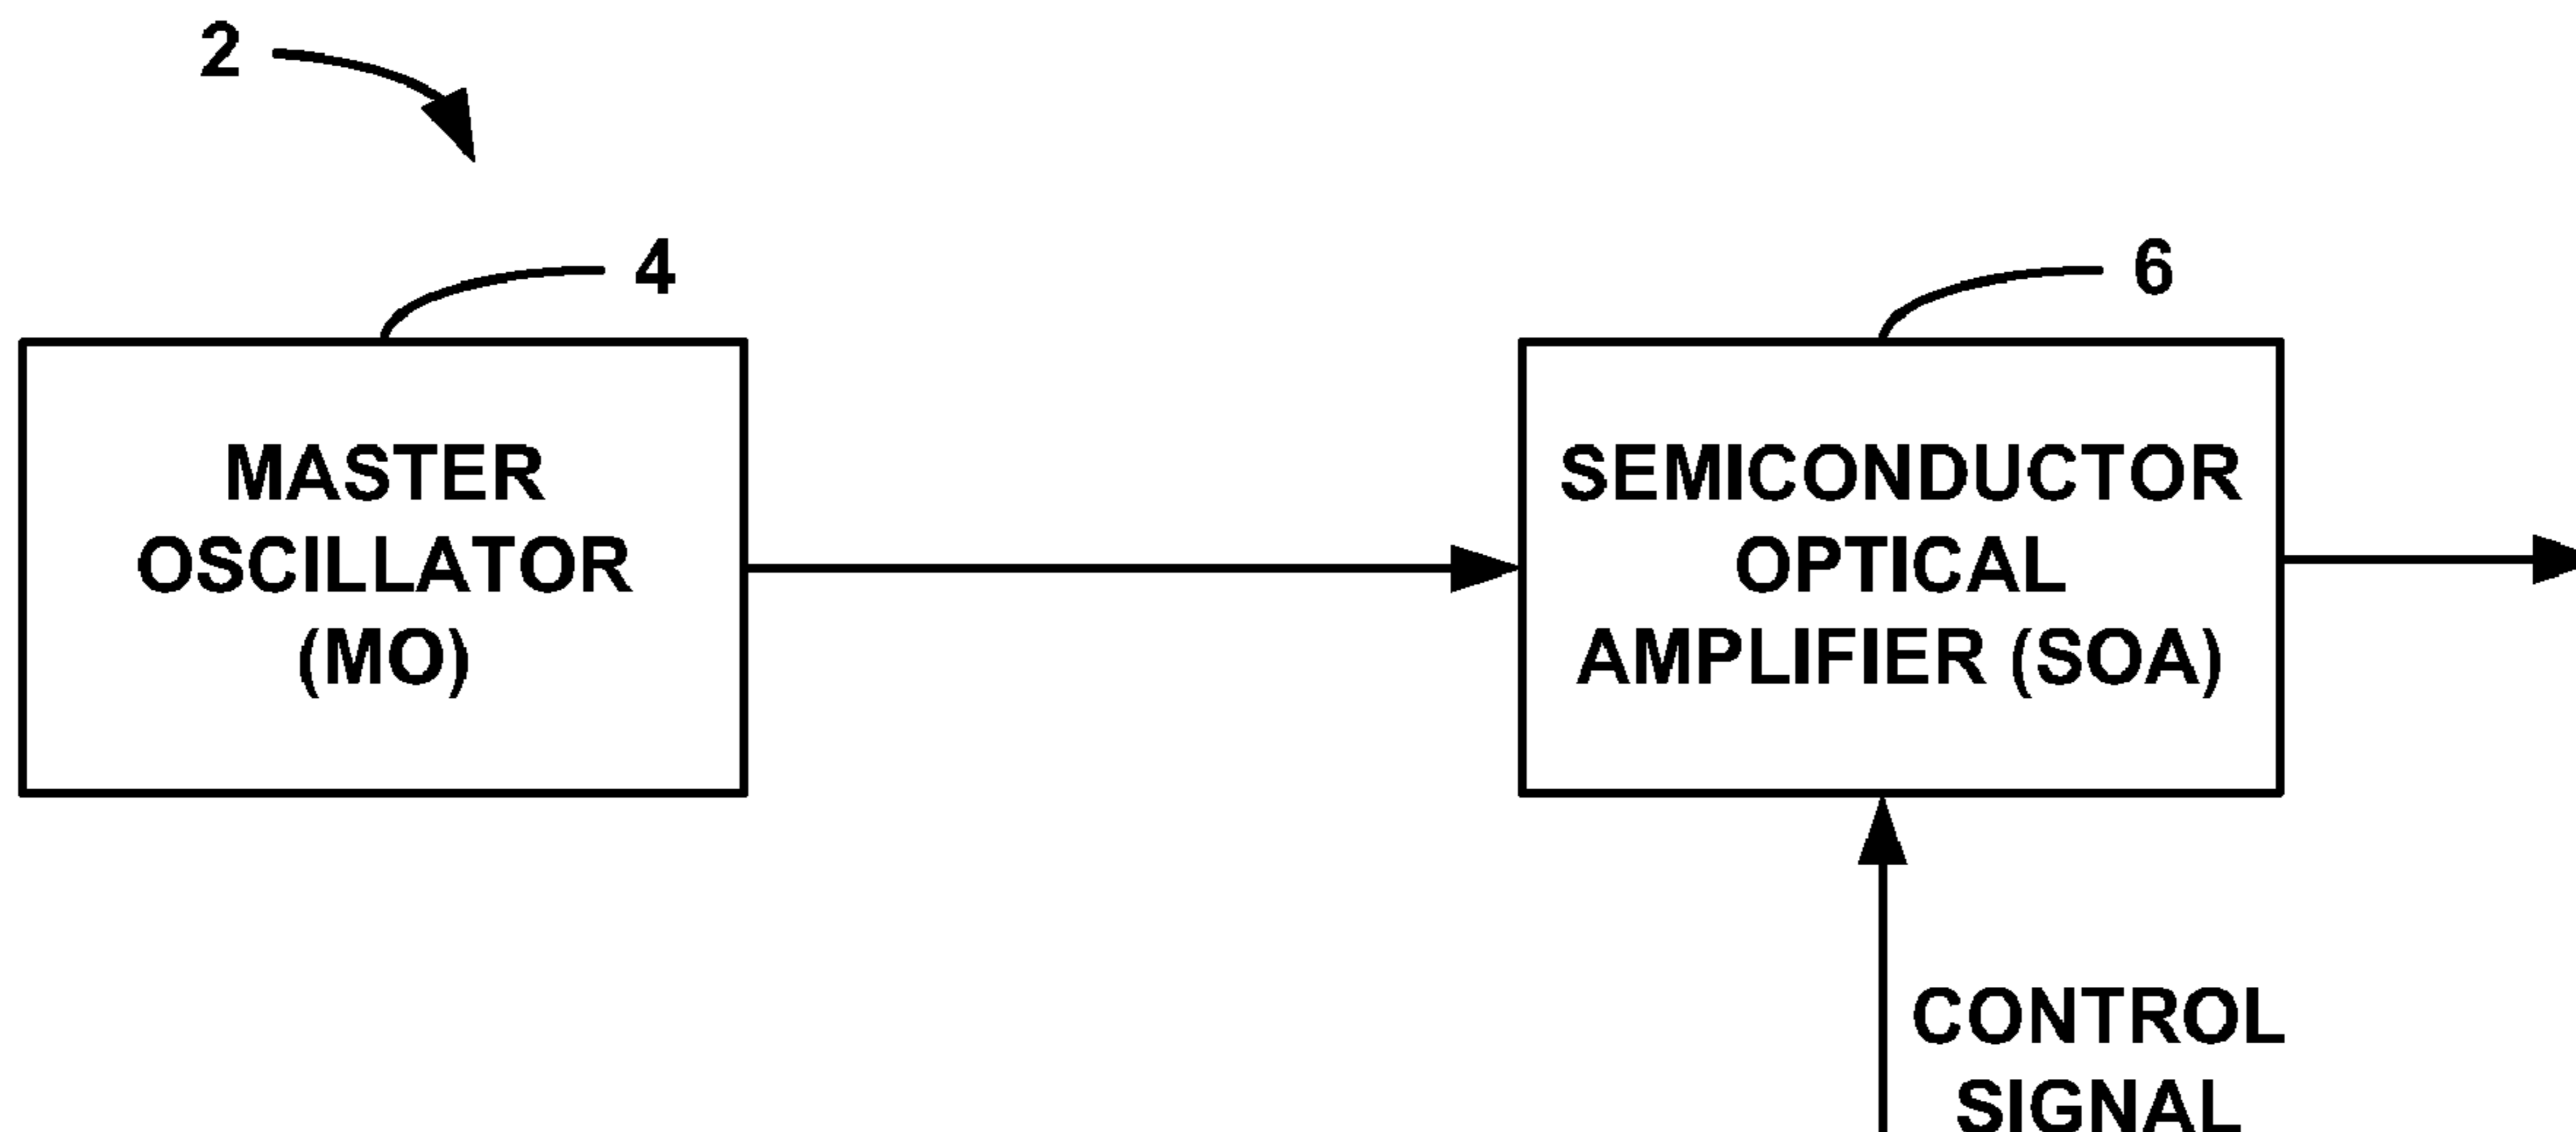 2
4
6
MASTER
OSCILLATOR
(MO)
SEMICONDUCTOR
OPTICAL
AMPLIFIER (SOA)
CONTROL
SIGNAL